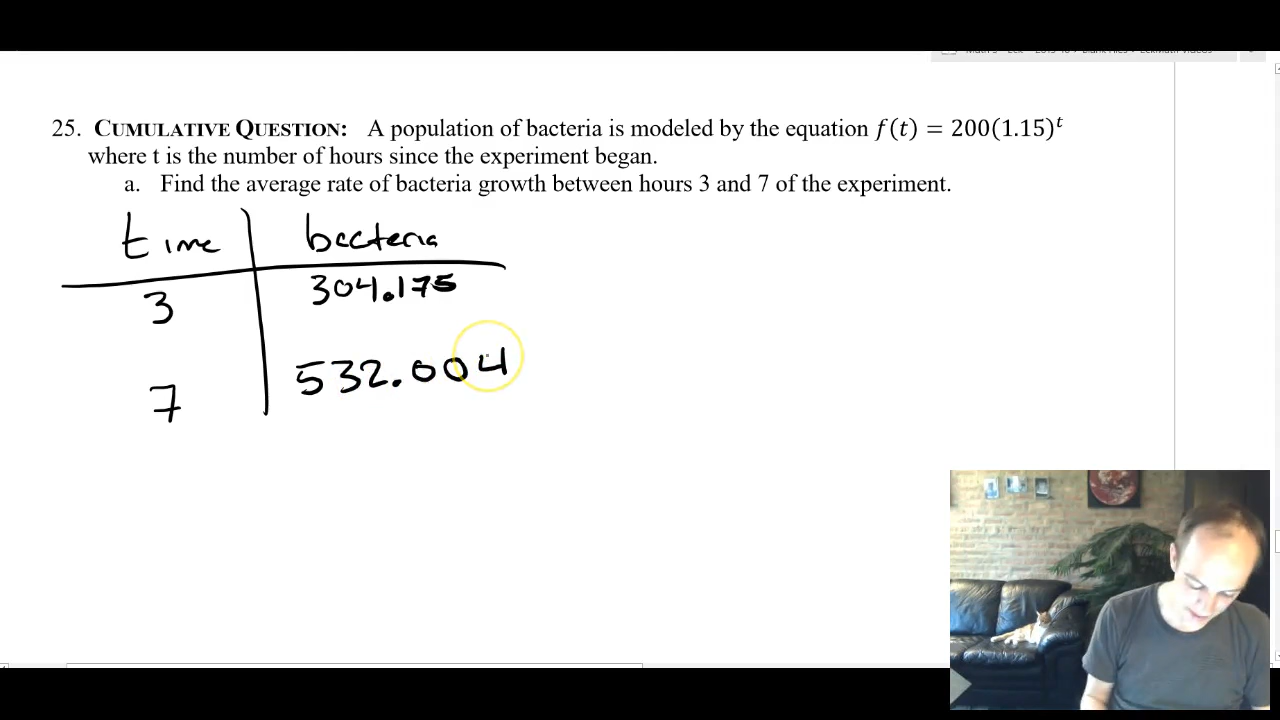 25. CUMULATIVE QUESTION: A population of bacteria is modeled by the equation f(t) = 200(1.15)^t
where t is the number of hours since the experiment began.
a. Find the average rate of bacteria growth between hours 3 and 7 of the experiment.
time bacteria
3 304.175
7 532.004